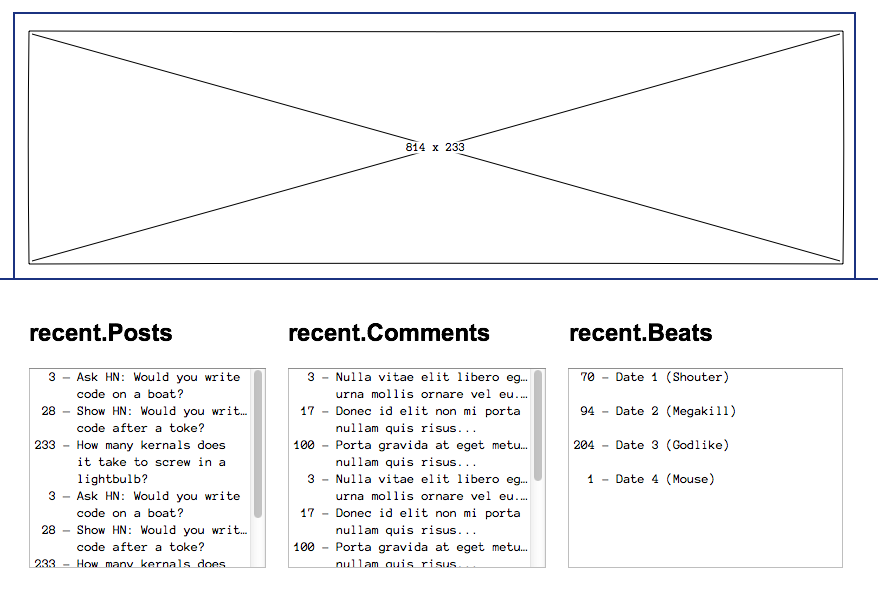 814 x 233
recent.Posts
3 – Ask HN: Would you write
code on a boat?
28 – Show HN: Would you writ…
code after a toke?
233 – How many kernals does
it take to screw in a
lightbulb?
3 – Ask HN: Would you write
code on a boat?
28 – Show HN: Would you writ…
code after a toke?
233 – How many kernals does
recent.Comments
3 – Nulla vitae elit libero eg…
urna mollis ornare vel eu.…
17 – Donec id elit non mi porta
nullam quis risus...
100 – Porta gravida at eget metu…
nullam quis risus...
3 – Nulla vitae elit libero eg…
urna mollis ornare vel eu.…
17 – Donec id elit non mi porta
nullam quis risus...
100 – Porta gravida at eget metu…
nullam quis risus...
recent.Beats
70 – Date 1 (Shouter)
94 – Date 2 (Megakill)
204 – Date 3 (Godlike)
1 – Date 4 (Mouse)